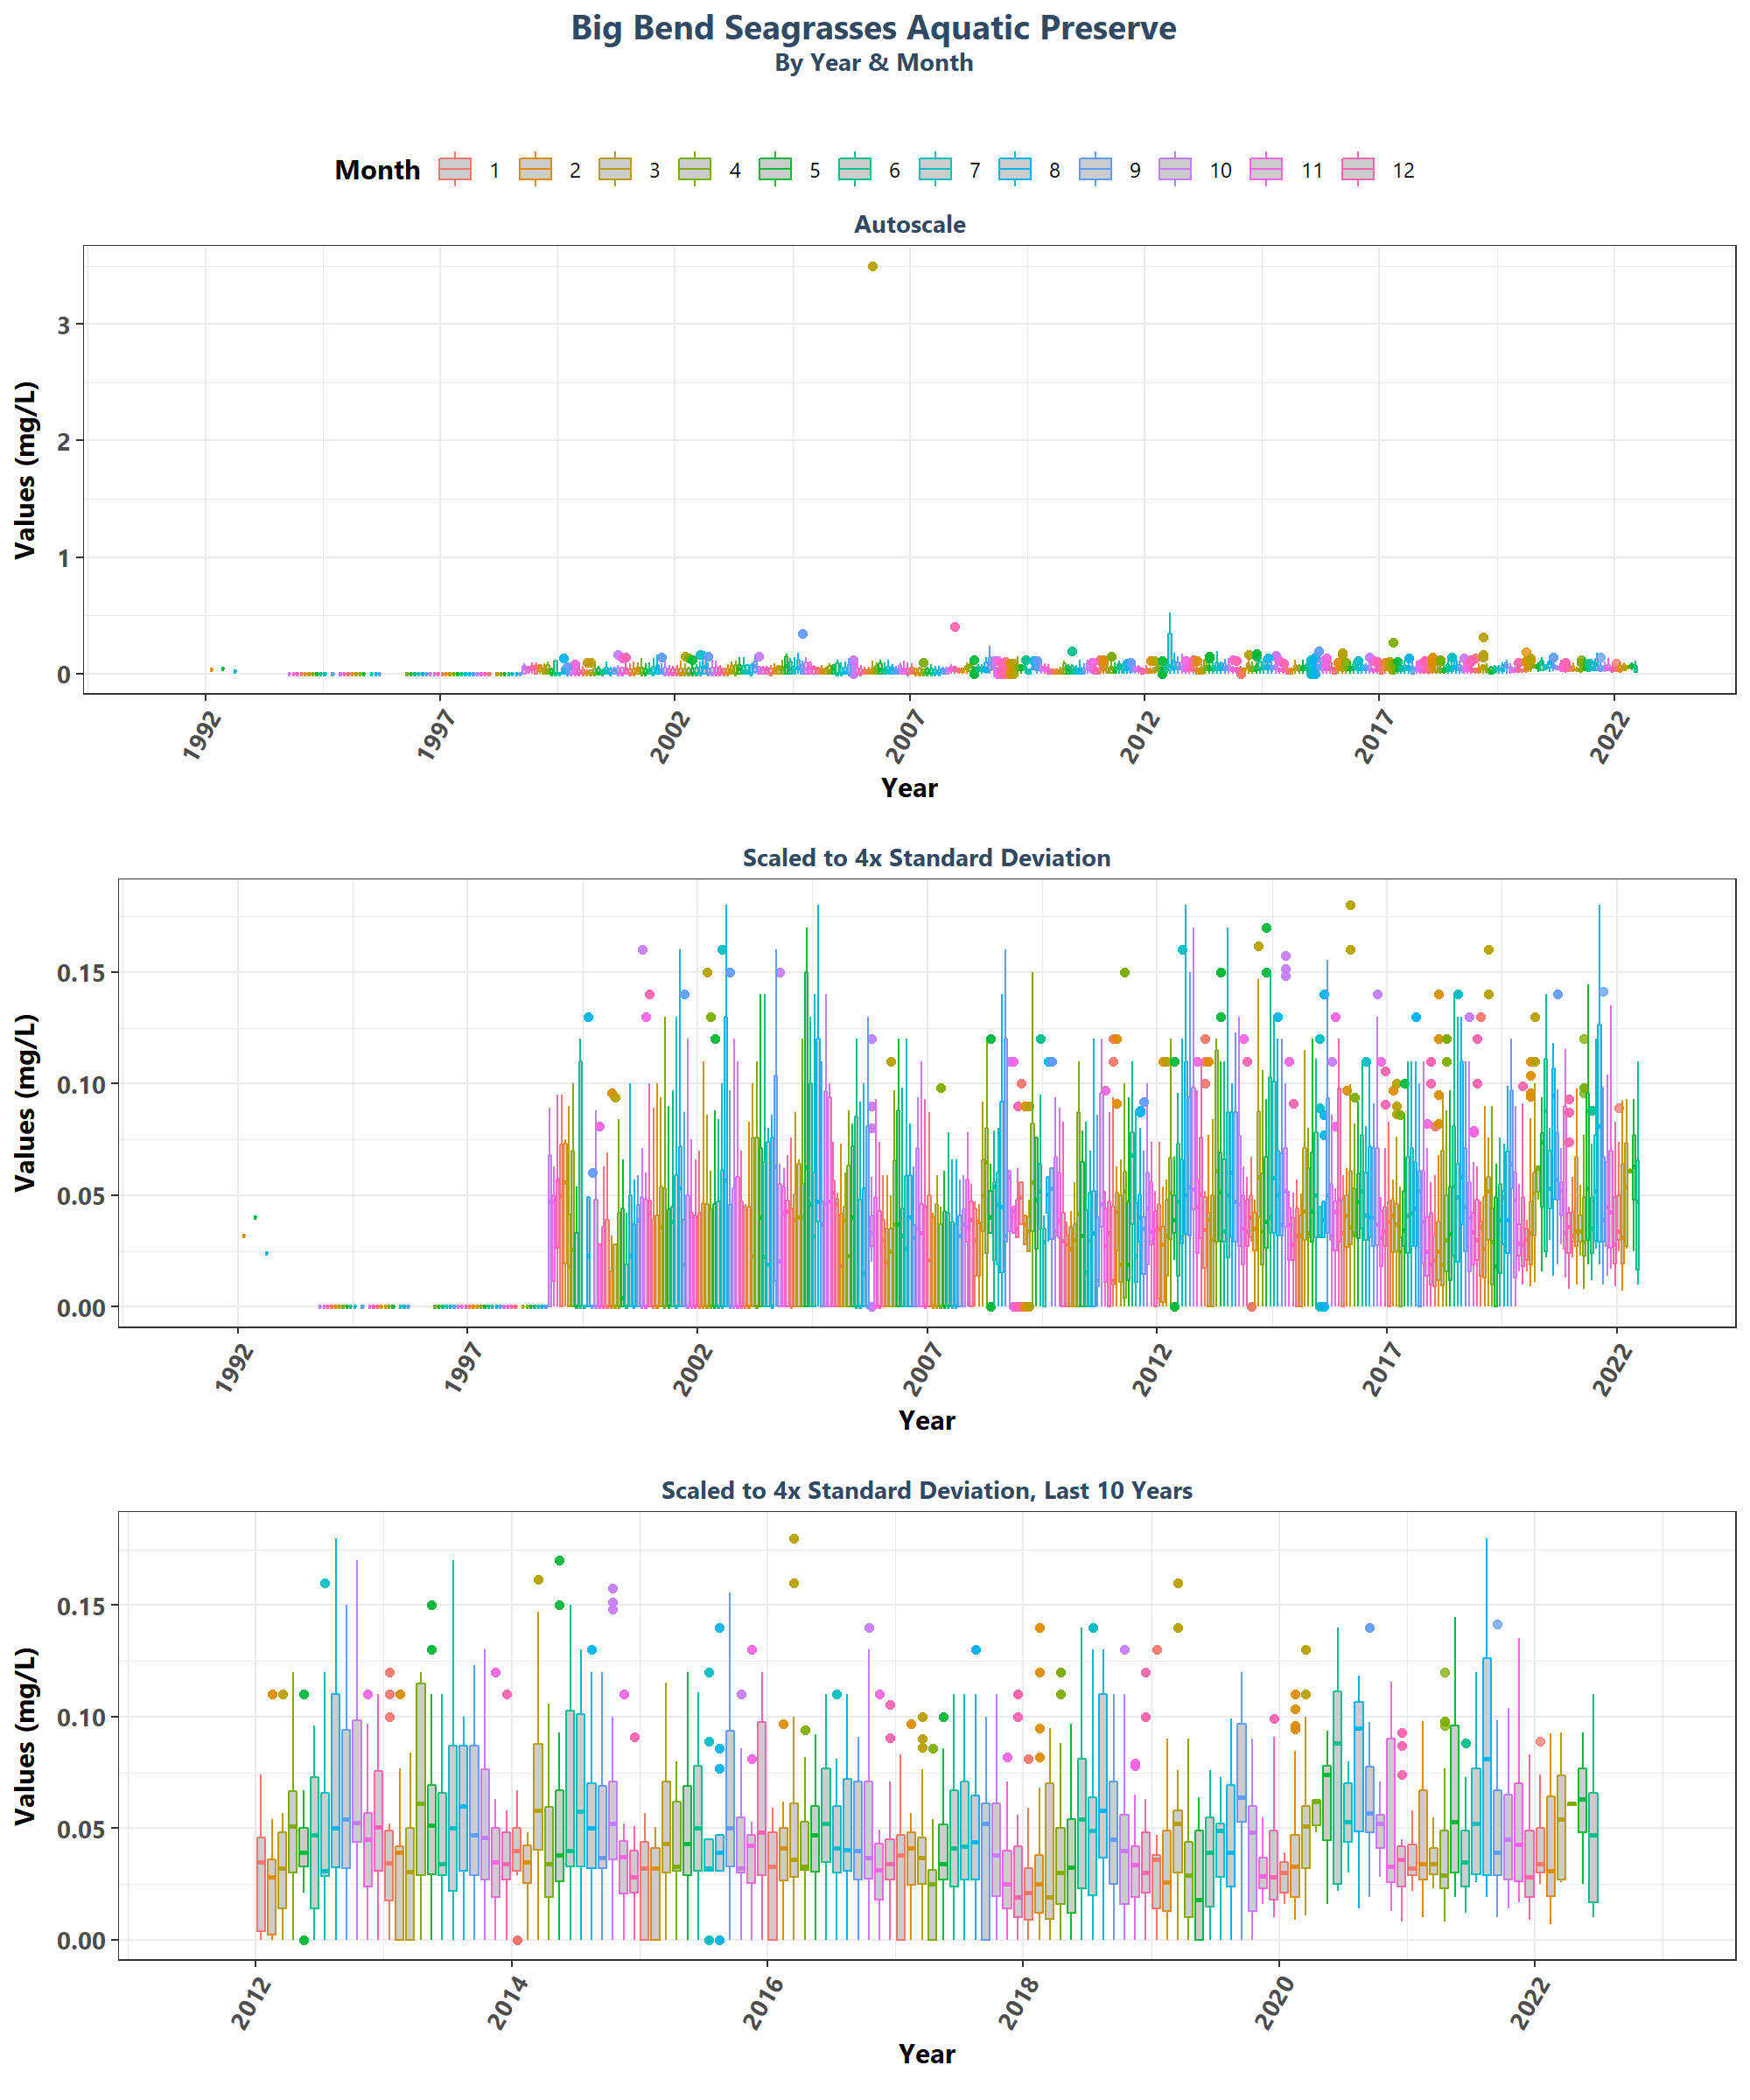 Big Bend Seagrasses Aquatic Preserve
By Year & Month
Month 1 2 3 4 5 6 7 8 9 10 11 12
Autoscale
Values (mg/L)
3
2
1
0
1992 1997 2002 2007 2012 2017 2022
Year
Scaled to 4x Standard Deviation
Values (mg/L)
0.15
0.10
0.05
0.00
1992 1997 2002 2007 2012 2017 2022
Year
Scaled to 4x Standard Deviation, Last 10 Years
Values (mg/L)
0.15
0.10
0.05
0.00
2012 2014 2016 2018 2020 2022
Year